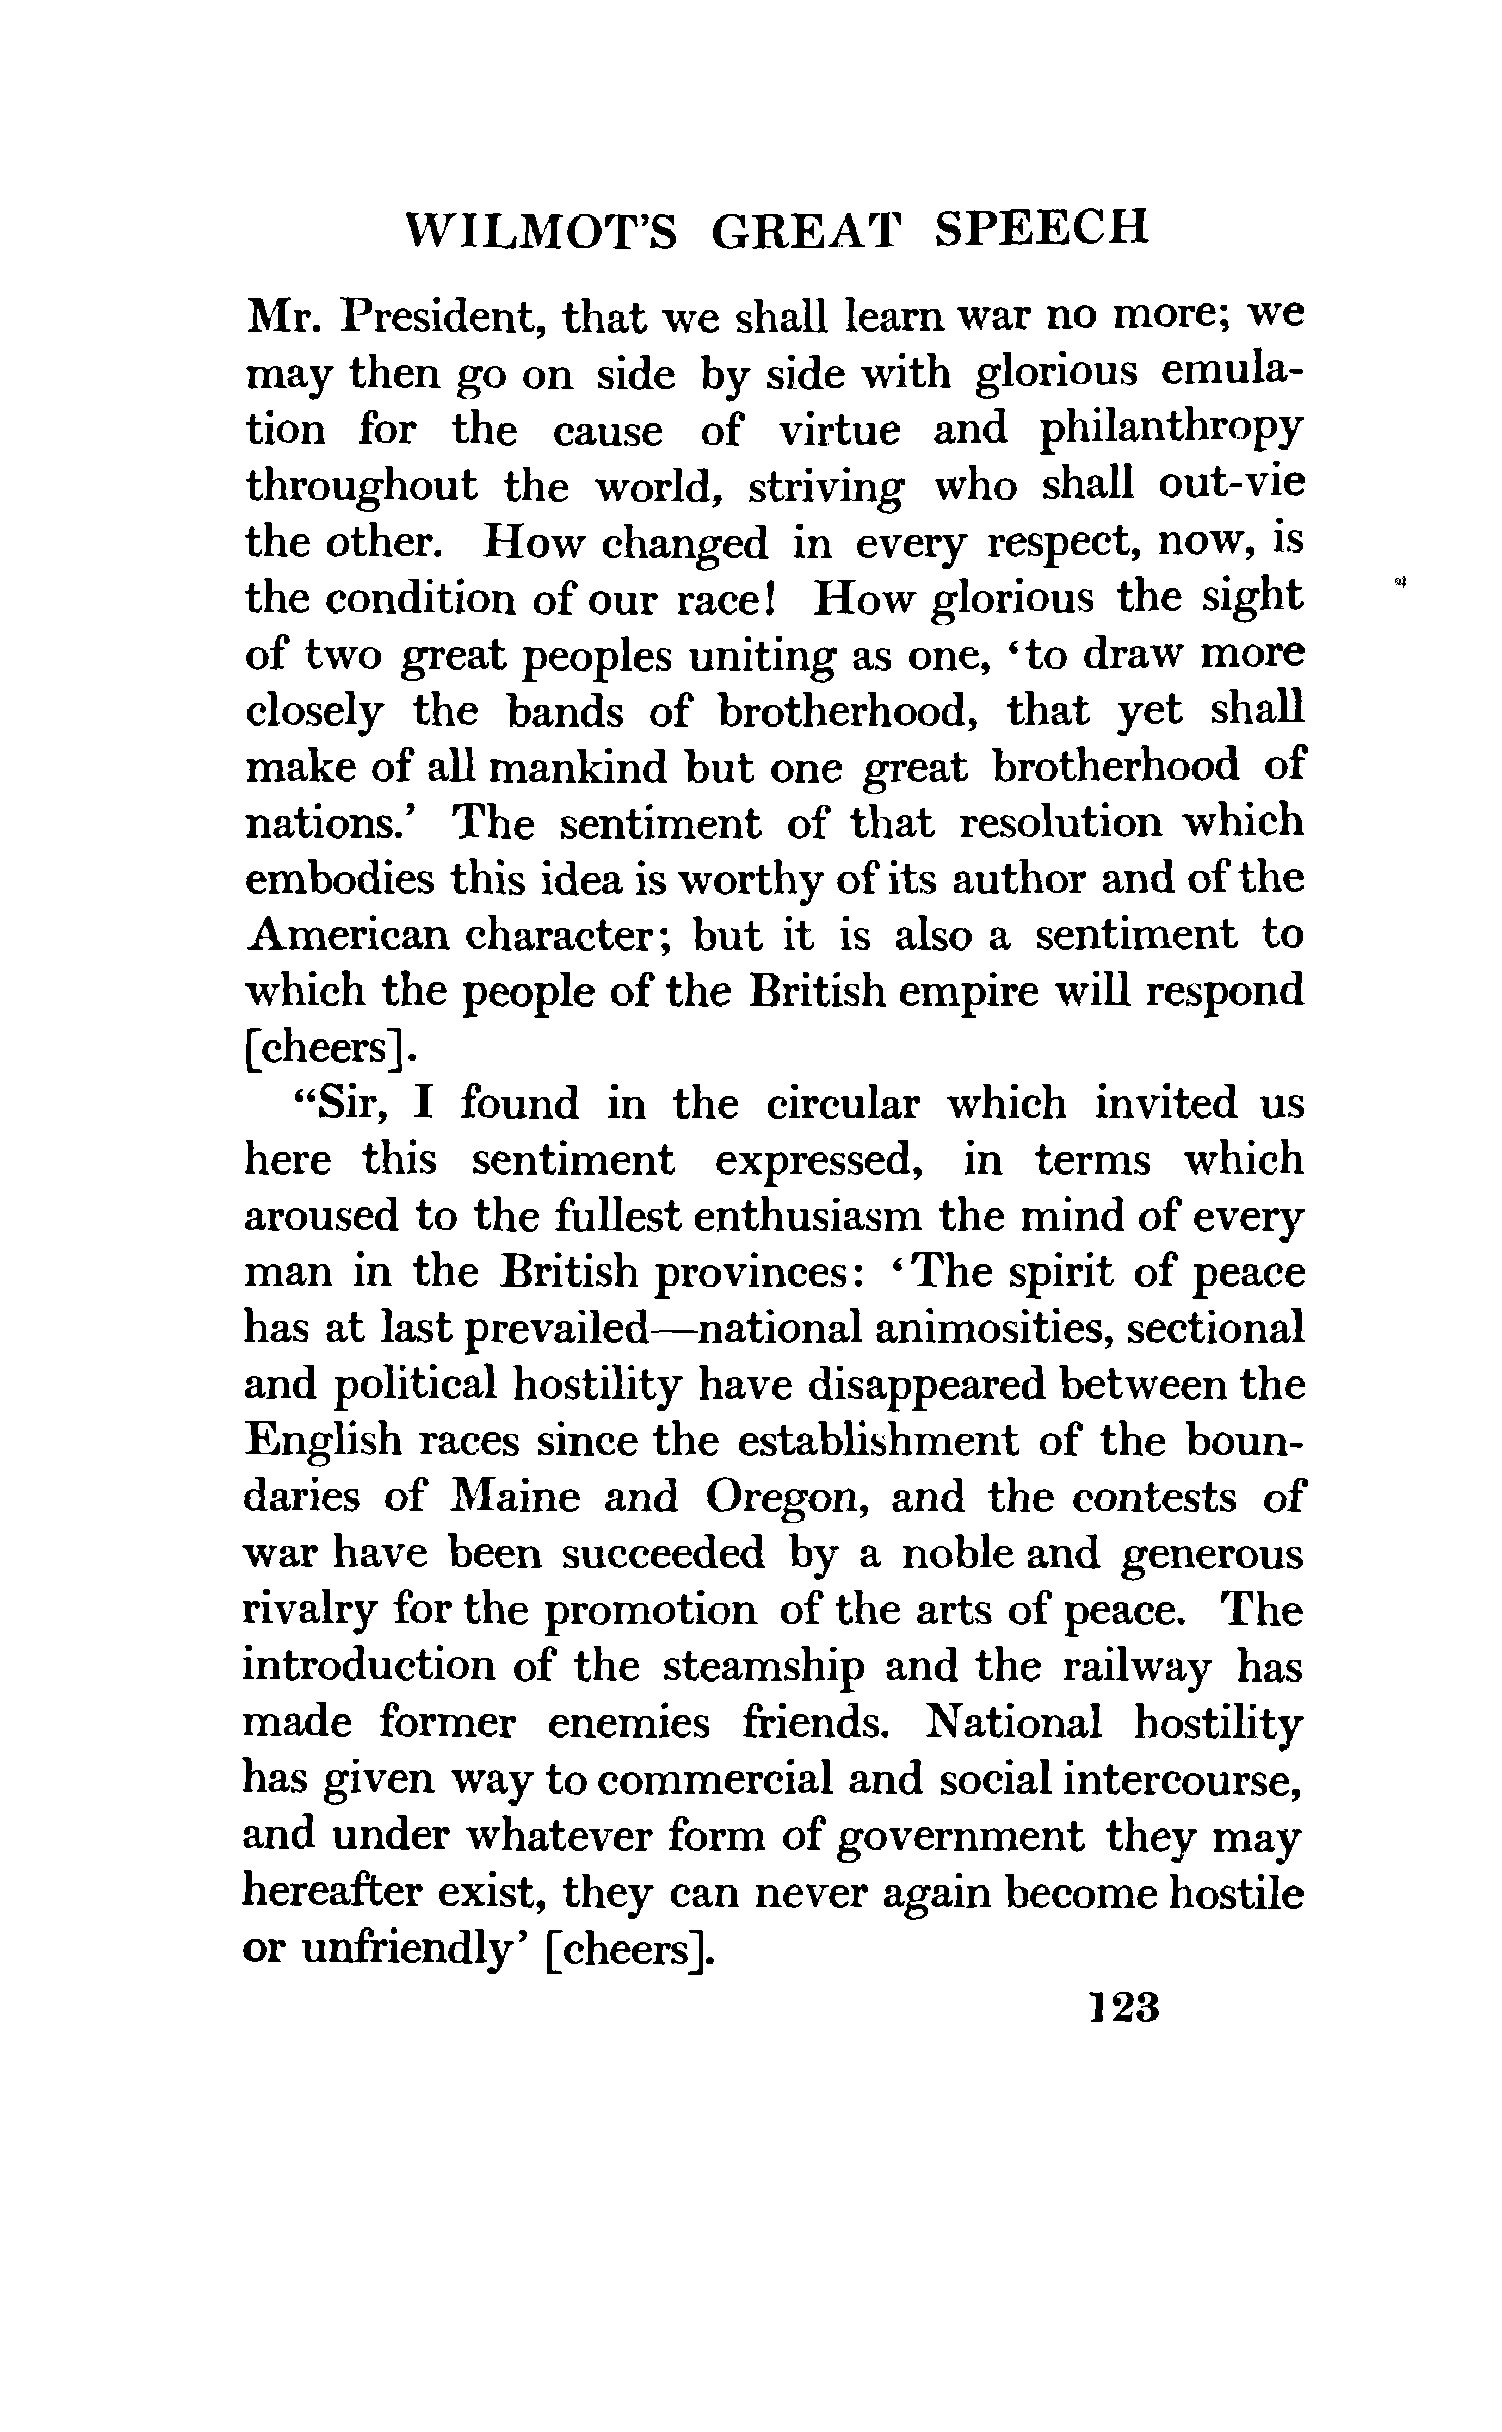 WILMOT'S GREAT SPEECH
Mr. President, that we shall learn war no more; we
may then go on side by side with glorious emula-
tion for the cause of virtue and philanthropy
throughout the world, striving who shall out-vie
the other. How changed in every respect, now, is
the condition of our race! How glorious the sight
of two great peoples uniting as one, 'to draw more
closely the bands of brotherhood, that yet shall
make of all mankind but one great brotherhood of
nations.' The sentiment of that resolution which
embodies this idea is worthy of its author and of the
American character; but it is also a sentiment to
which the people of the British empire will respond
[cheers].
"Sir, I found in the circular which invited us
here this sentiment expressed, in terms which
aroused to the fullest enthusiasm the mind of every
man in the British provinces: 'The spirit of peace
has at last prevailed—national animosities, sectional
and political hostility have disappeared between the
English races since the establishment of the boun-
daries of Maine and Oregon, and the contests of
war have been succeeded by a noble and generous
rivalry for the promotion of the arts of peace. The
introduction of the steamship and the railway has
made former enemies friends. National hostility
has given way to commercial and social intercourse,
and under whatever form of government they may
hereafter exist, they can never again become hostile
or unfriendly' [cheers].
123